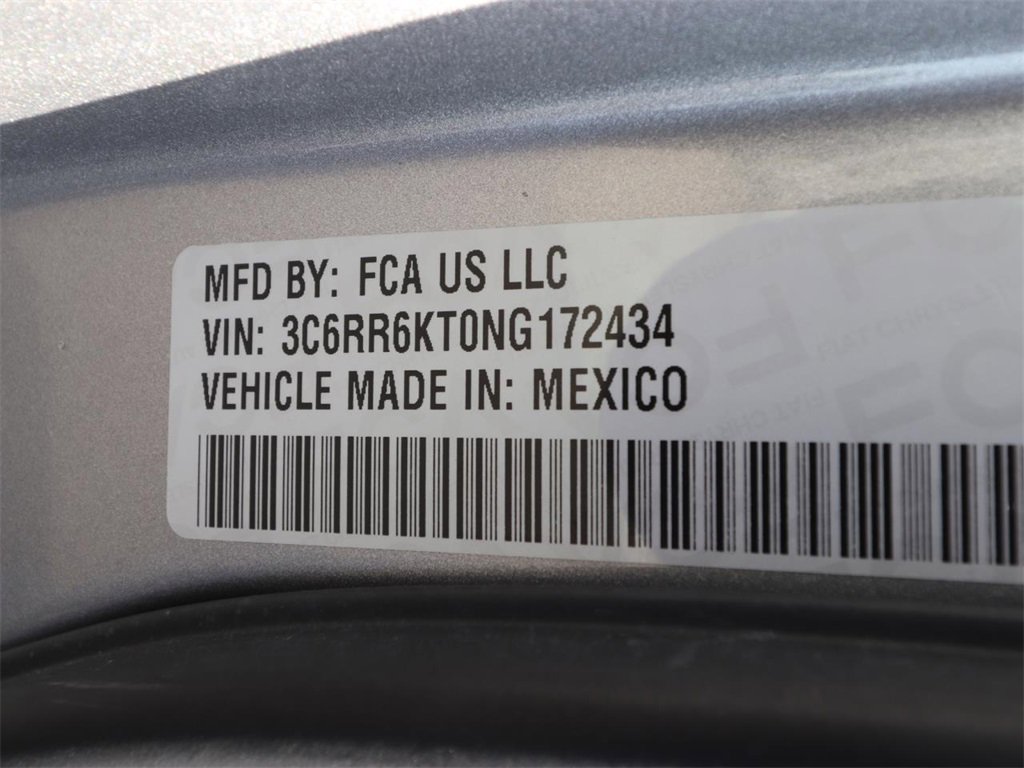 MFD BY: FCA US LLC
VIN: 3C6RR6KT0NG172434
VEHICLE MADE IN: MEXICO